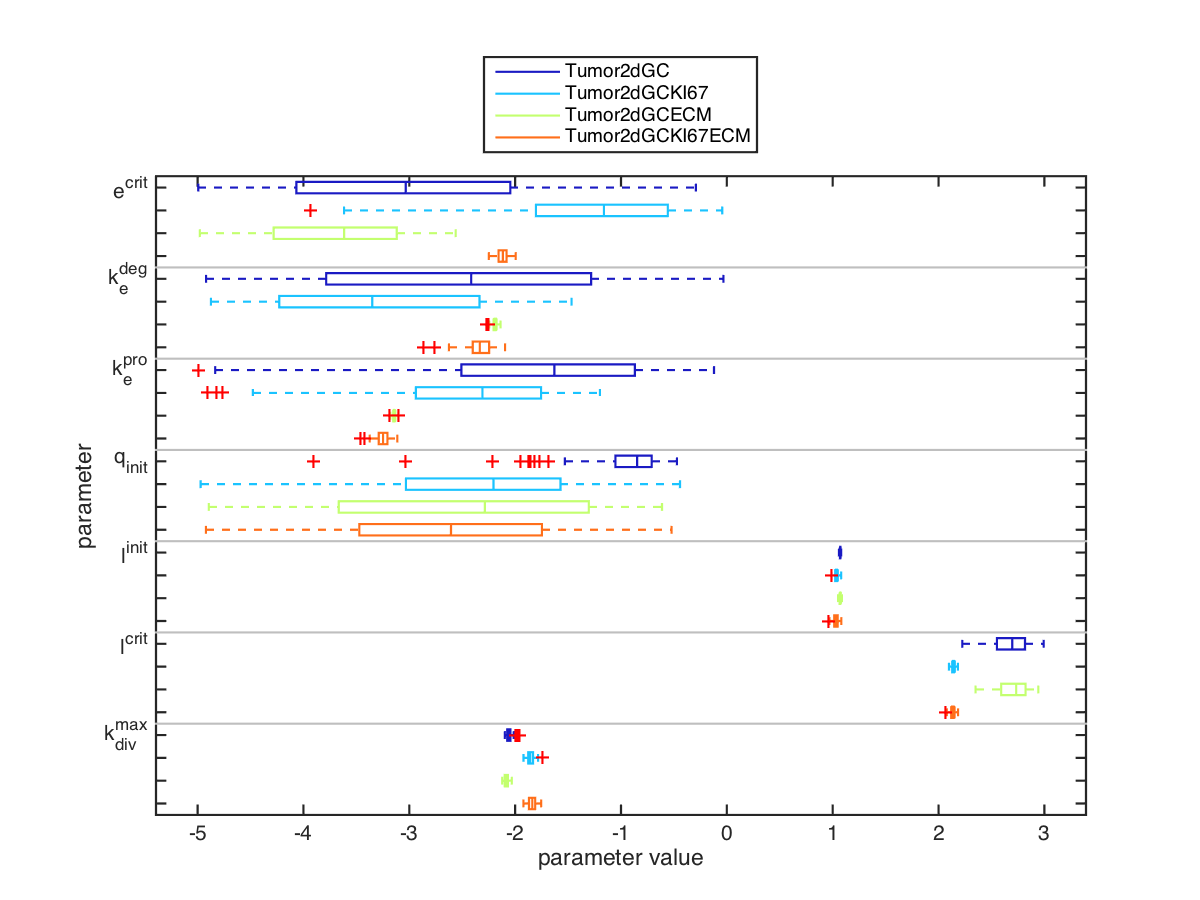 Tumor2dGC
Tumor2dGCKI67
Tumor2dGCECM
Tumor2dGCKI67ECM
e^crit
k_e^deg
k_e^pro
q_init
l^init
l^crit
k_div^max
parameter
-5 -4 -3 -2 -1 0 1 2 3
parameter value